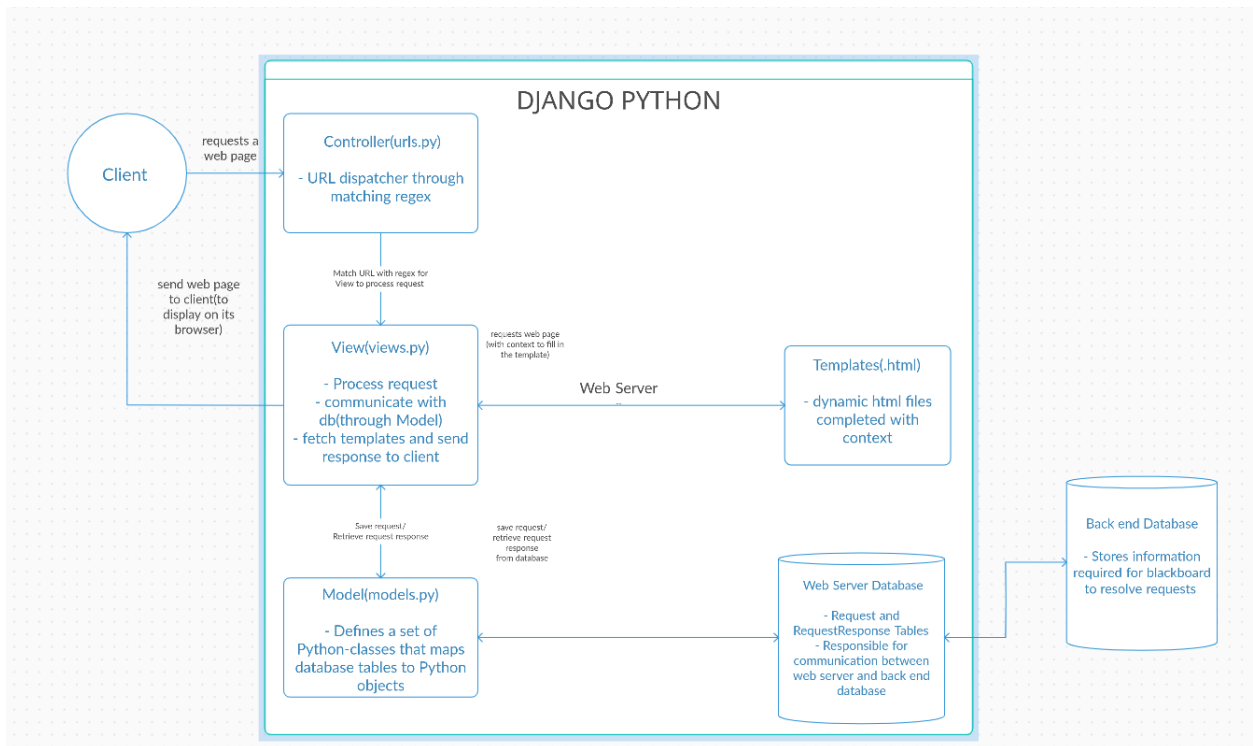 DJANGO PYTHON
Client
requests a
web page
Controller(urls.py)
- URL dispatcher through
matching regex
Match URL with regex for
View to process request
send web page
to client(to
display on its
browser)
View(views.py)
- Process request
- communicate with
db(through Model)
- fetch templates and send
response to client
requests web page
(with context to fill in
the template)
Web Server
Templates(.html)
- dynamic html files
completed with
context
Save request/
Retrieve request response
save request/
retrieve request
response
from database
Model(models.py)
- Defines a set of
Python-classes that maps
database tables to Python
objects
Web Server Database
- Request and
RequestResponse Tables
- Responsible for
communication between
web server and back end
database
Back end Database
- Stores information
required for blackboard
to resolve requests